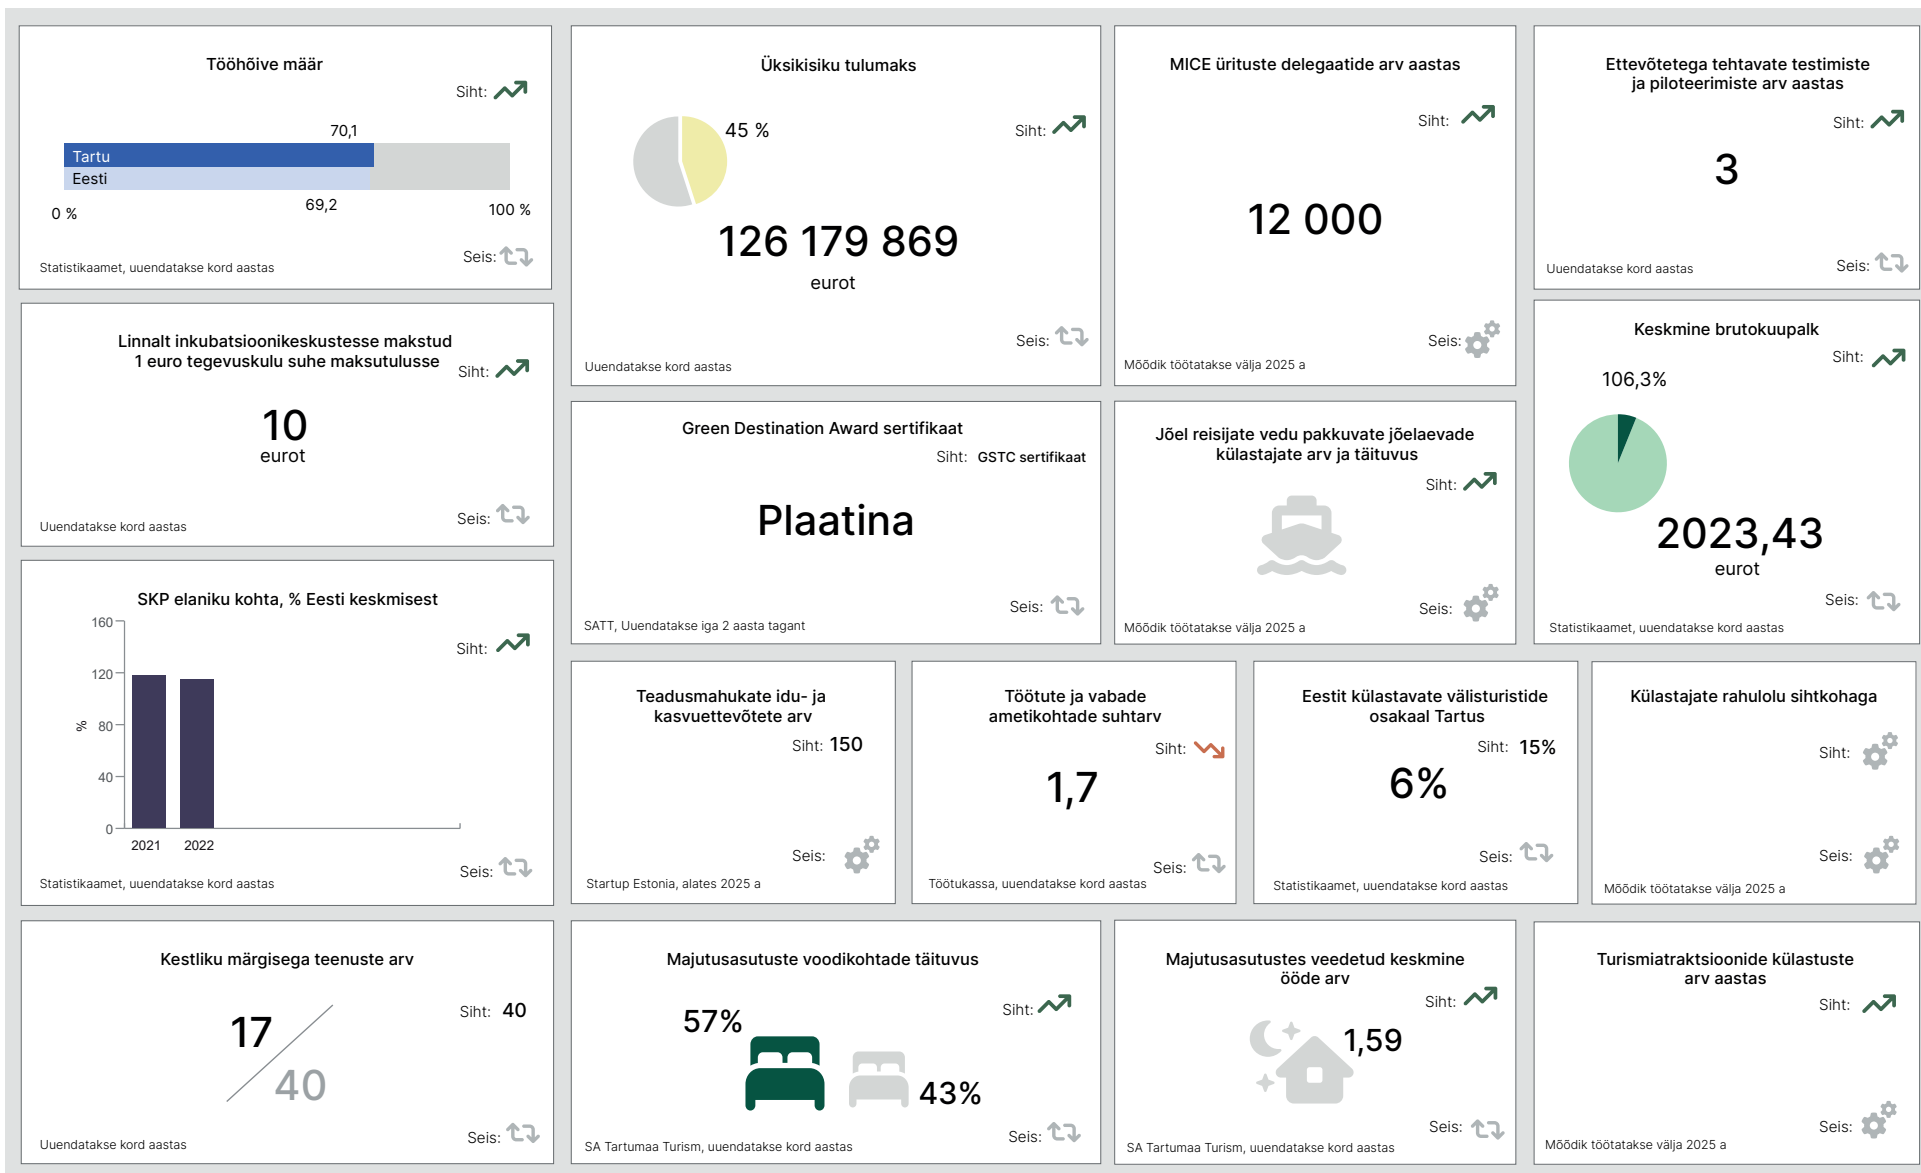 Tööhõive määr
Siht:
70,1
Tartu
Eesti
69,2
0 %
100 %
Seis:
Statistikaamet, uuendatakse kord aastas
Üksikisiku tulumaks
45 %
Siht:
126 179 869
eurot
Seis:
Uuendatakse kord aastas
MICE ürituste delegaatide arv aastas
Siht:
12 000
Seis:
Mõõdik töötatakse välja 2025 a
Ettevõtetega tehtavate testimiste
ja piloteerimiste arv aastas
Siht:
3
Uuendatakse kord aastas
Seis:
Linnalt inkubatsioonikeskustesse makstud
1 euro tegevuskulu suhe maksutulusse
Siht:
10
eurot
Seis:
Uuendatakse kord aastas
Green Destination Award sertifikaat
Siht: GSTC sertifikaat
Plaatina
Seis:
SATT, Uuendatakse iga 2 aasta tagant
Jõel reisijate vedu pakkuvate jõelaevade
külastajate arv ja täituvus
Siht:
Seis:
Mõõdik töötatakse välja 2025 a
Keskmine brutokuupalk
Siht:
106,3%
2023,43
eurot
Seis:
Statistikaamet, uuendatakse kord aastas
SKP elaniku kohta, % Eesti keskmisest
160
120
80
40
0
%
2021
2022
Siht:
Seis:
Statistikaamet, uuendatakse kord aastas
Teadusmahukate idu- ja
kasvuettevõtete arv
Siht: 150
Seis:
Startup Estonia, alates 2025 a
Töötute ja vabade
ametikohtade suhtarv
Siht:
1,7
Seis:
Töötukassa, uuendatakse kord aastas
Eestit külastavate välisturistide
osakaal Tartus
Siht: 15%
6%
Seis:
Statistikaamet, uuendatakse kord aastas
Külastajate rahulolu sihtkohaga
Siht:
Seis:
Mõõdik töötatakse välja 2025 a
Kestliku märgisega teenuste arv
Siht: 40
17
40
Seis:
Uuendatakse kord aastas
Majutusasutuste voodikohtade täituvus
Siht:
57%
43%
Seis:
SA Tartumaa Turism, uuendatakse kord aastas
Majutusasutustes veedetud keskmine
ööde arv
Siht:
1,59
Seis:
SA Tartumaa Turism, uuendatakse kord aastas
Turismiatraktsioonide külastuste
arv aastas
Siht:
Seis:
Mõõdik töötatakse välja 2025 a